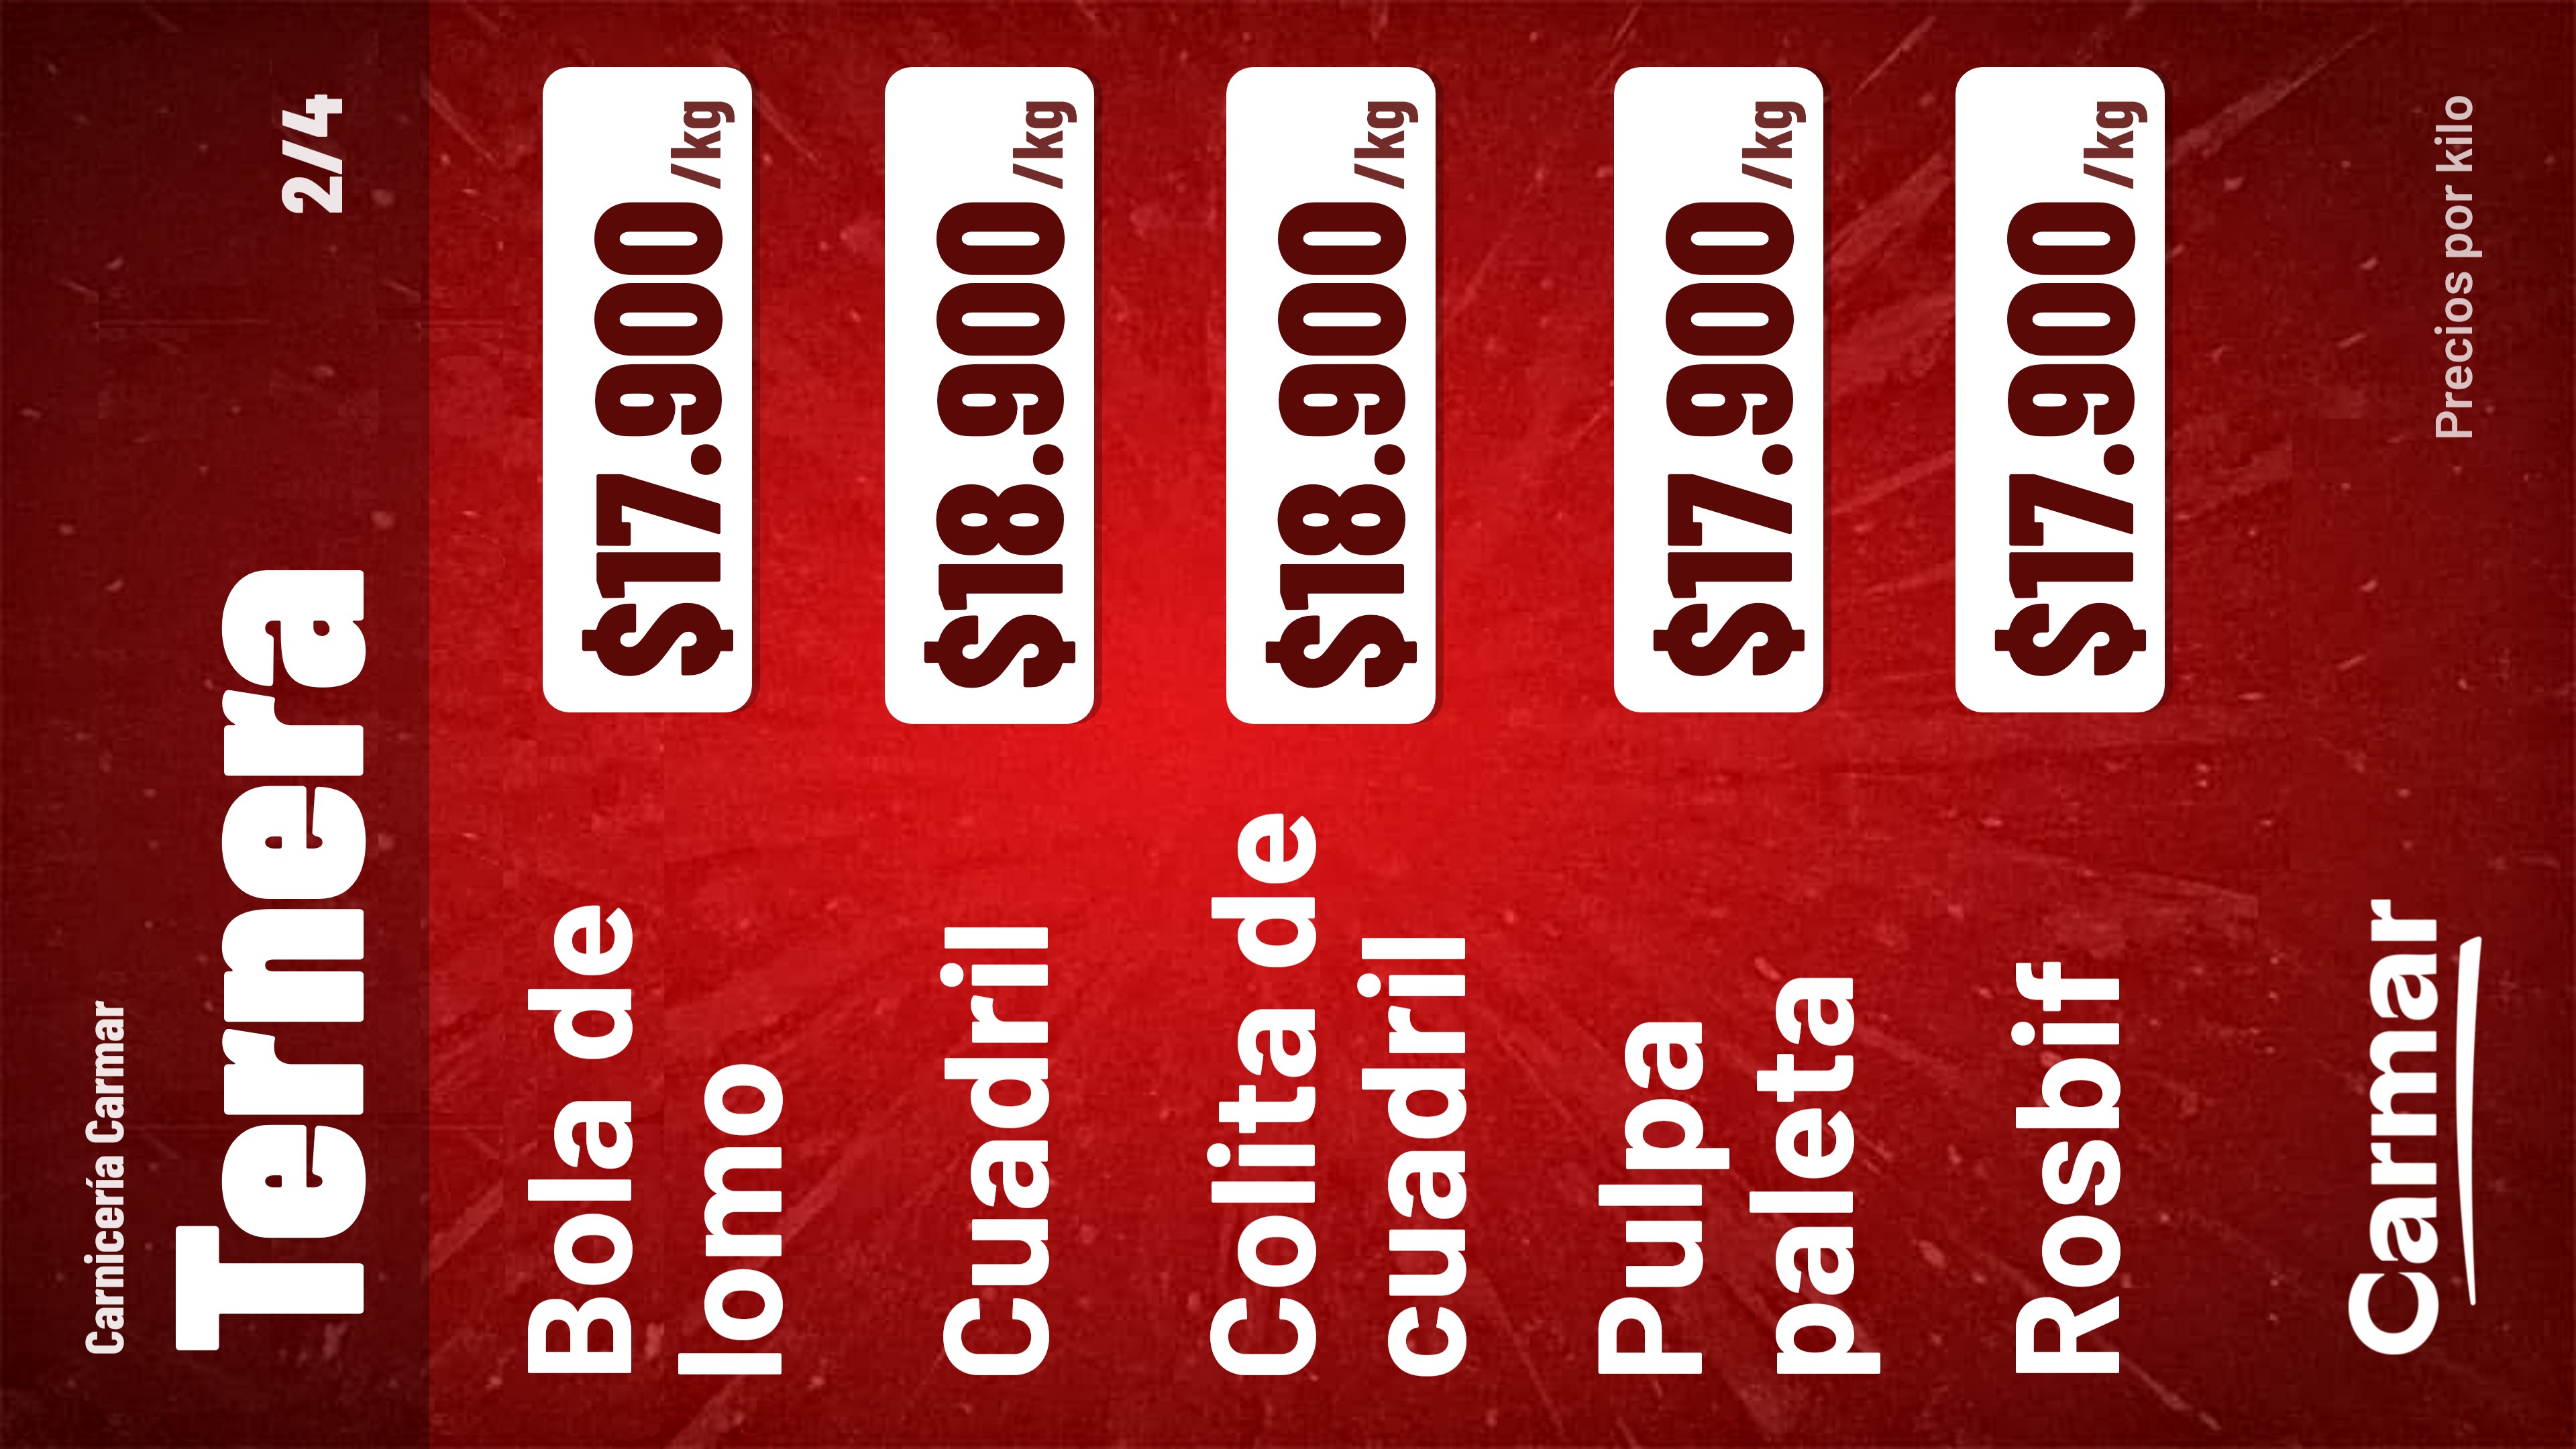 Carnicería Carmar
Ternera
2/4
Bola de
lomo
$17.900/kg
Cuadril
$18.900/kg
Colita de
cuadril
$18.900/kg
Pulpa
paleta
$17.900/kg
Rosbif
$17.900/kg
Carmar
Precios por kilo